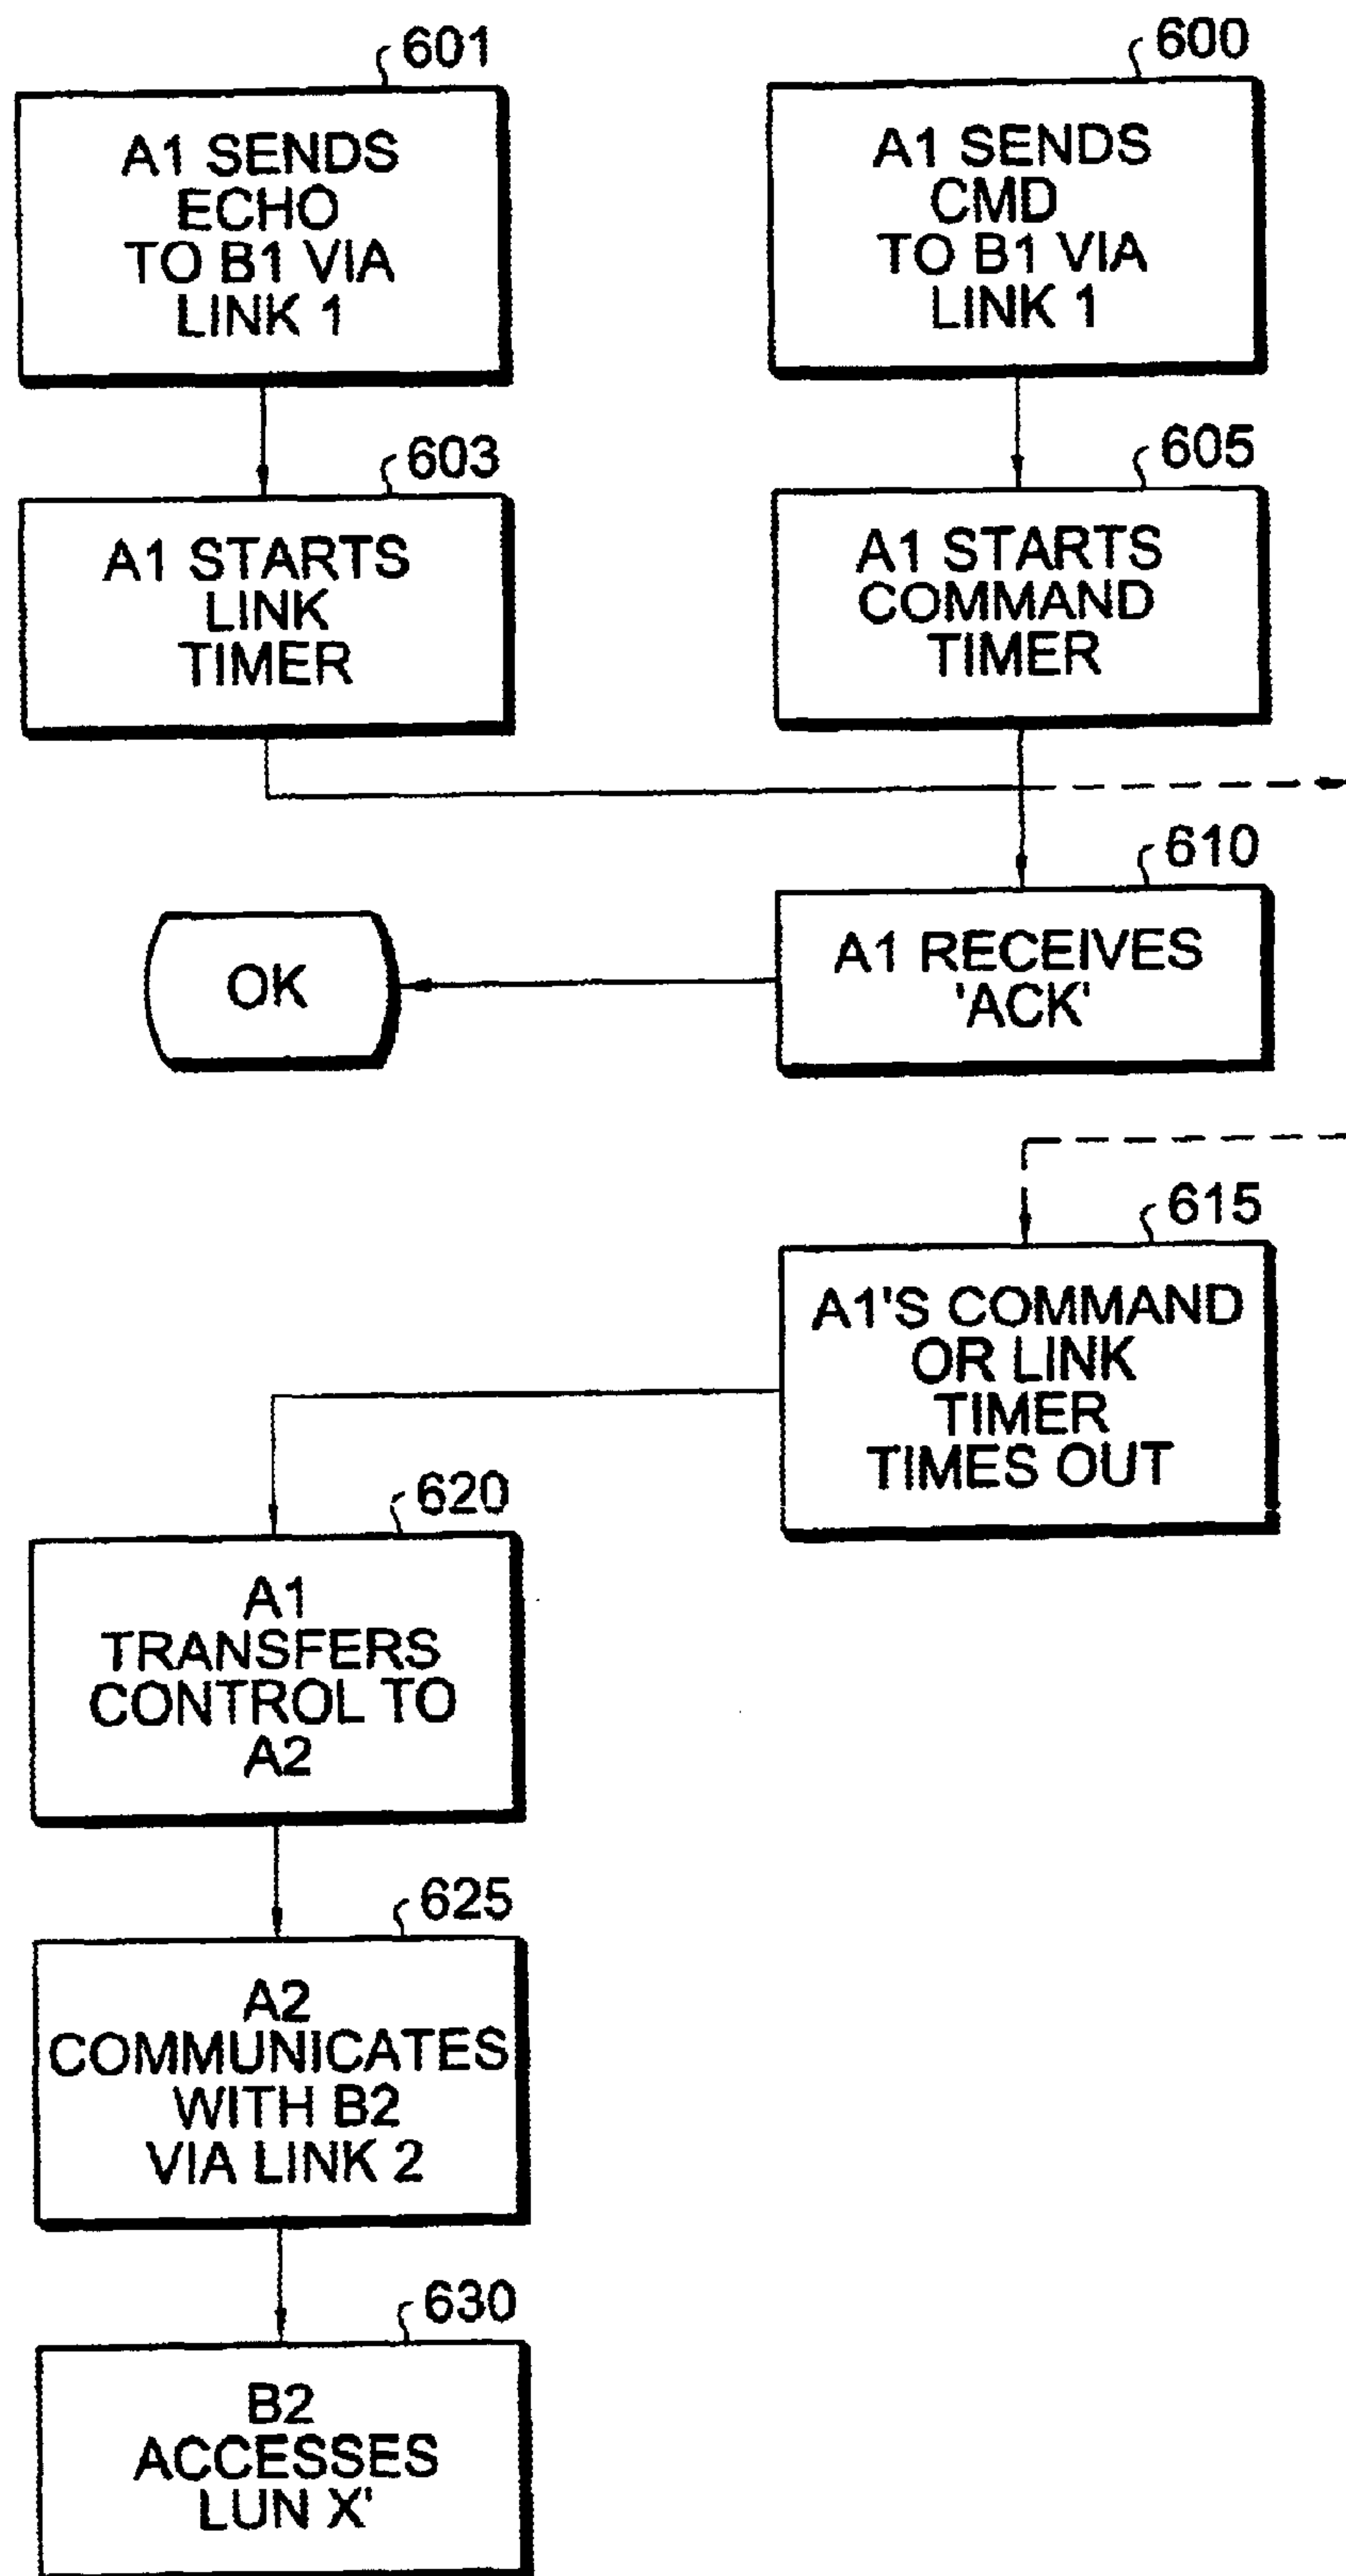 601
A1 SENDS
ECHO
TO B1 VIA
LINK 1
600
A1 SENDS
CMD
TO B1 VIA
LINK 1
603
A1 STARTS
LINK
TIMER
605
A1 STARTS
COMMAND
TIMER
610
A1 RECEIVES
'ACK'
OK
615
A1'S COMMAND
OR LINK
TIMER
TIMES OUT
620
A1
TRANSFERS
CONTROL TO
A2
625
A2
COMMUNICATES
WITH B2
VIA LINK 2
630
B2
ACCESSES
LUN X'